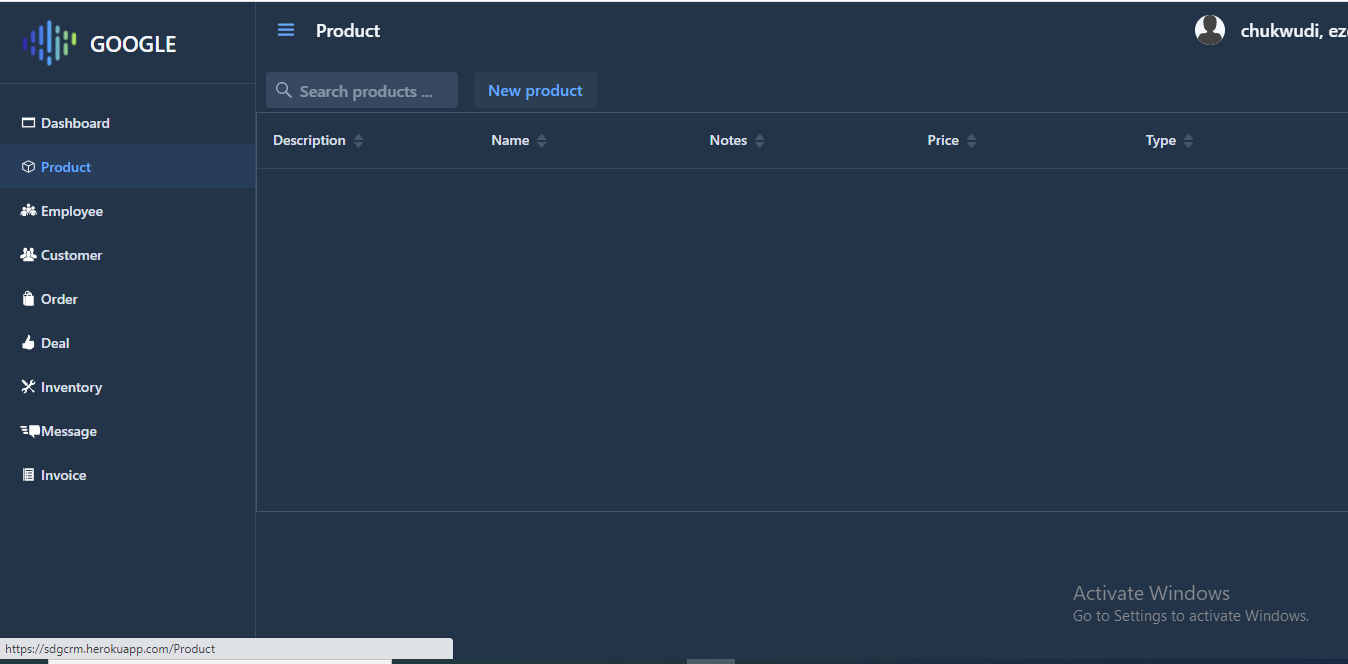 GOOGLE
Product
chukwudi, ez
Search products ...
New product
Description
Name
Notes
Price
Type
Dashboard
Product
Employee
Customer
Order
Deal
Inventory
Message
Invoice
Activate Windows
Go to Settings to activate Windows.
https://sdgcrm.herokuapp.com/Product